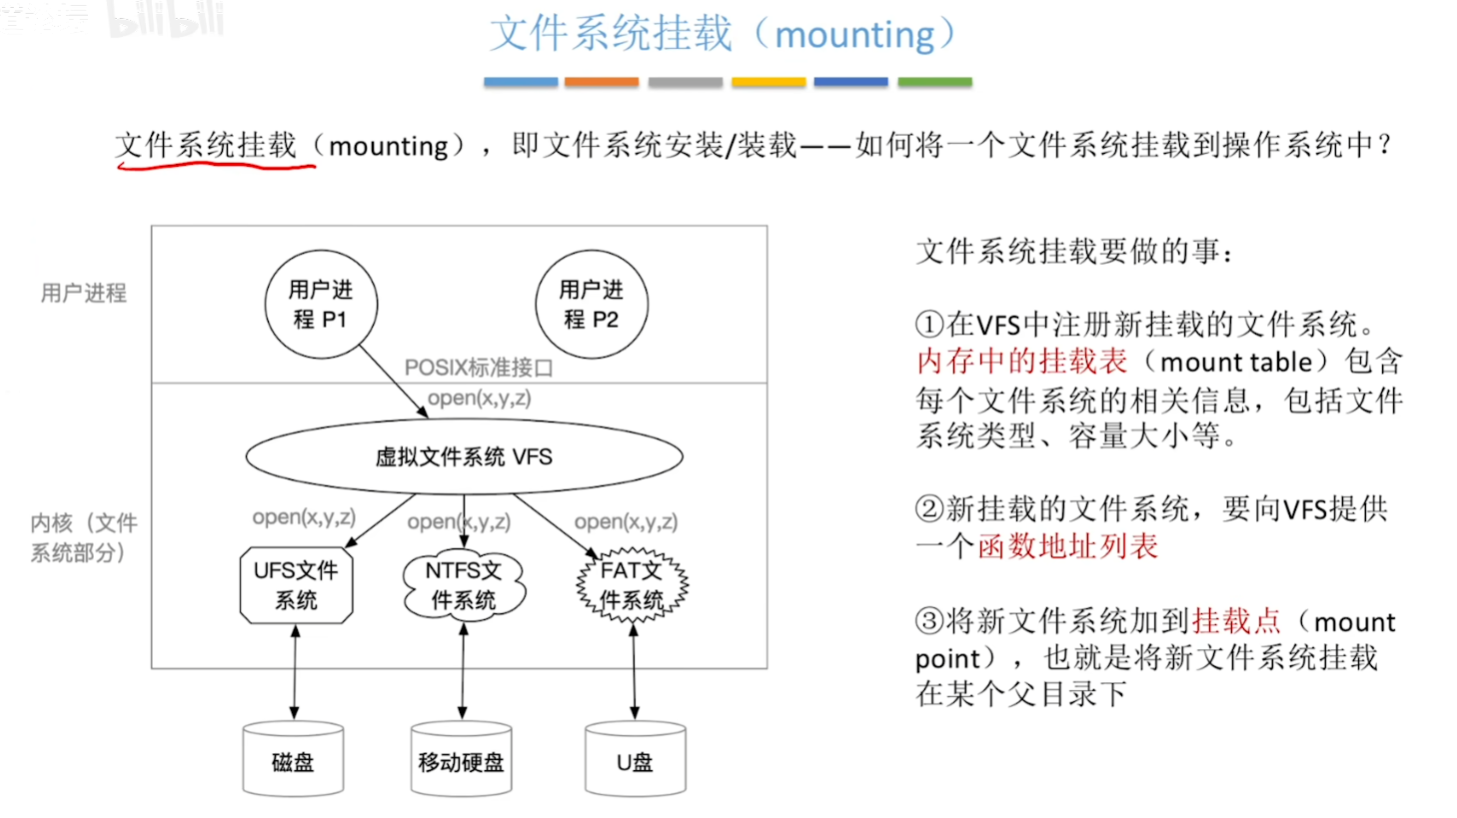 bilibili
文件系统挂载（mounting）
文件系统挂载（mounting），即文件系统安装/装载——如何将一个文件系统挂载到操作系统中？
用户进程
用户进
程 P1
用户进
程 P2
POSIX标准接口
open(x,y,z)
虚拟文件系统 VFS
内核（文件
系统部分）
open(x,y,z)
open(x,y,z)
open(x,y,z)
UFS文件
系统
NTFS文
件系统
FAT文
件系统
磁盘
移动硬盘
U盘
文件系统挂载要做的事：
①在VFS中注册新挂载的文件系统。
内存中的挂载表（mount table）包含
每个文件系统的相关信息，包括文件
系统类型、容量大小等。
②新挂载的文件系统，要向VFS提供
一个函数地址列表
③将新文件系统加到挂载点（mount
point），也就是将新文件系统挂载
在某个父目录下